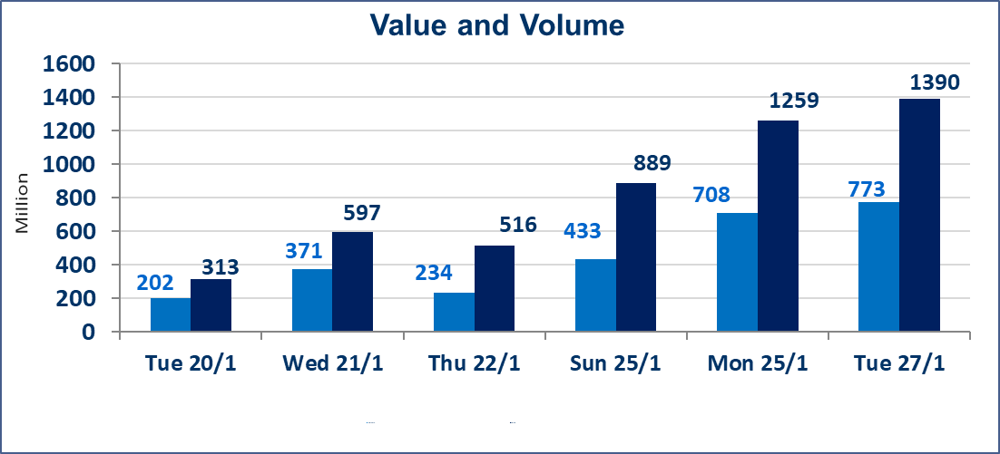 Value and Volume
1600
1400
1200
1000
800
600
400
200
0
Million
202
313
371
597
234
516
433
889
708
1259
773
1390
Tue 20/1
Wed 21/1
Thu 22/1
Sun 25/1
Mon 25/1
Tue 27/1